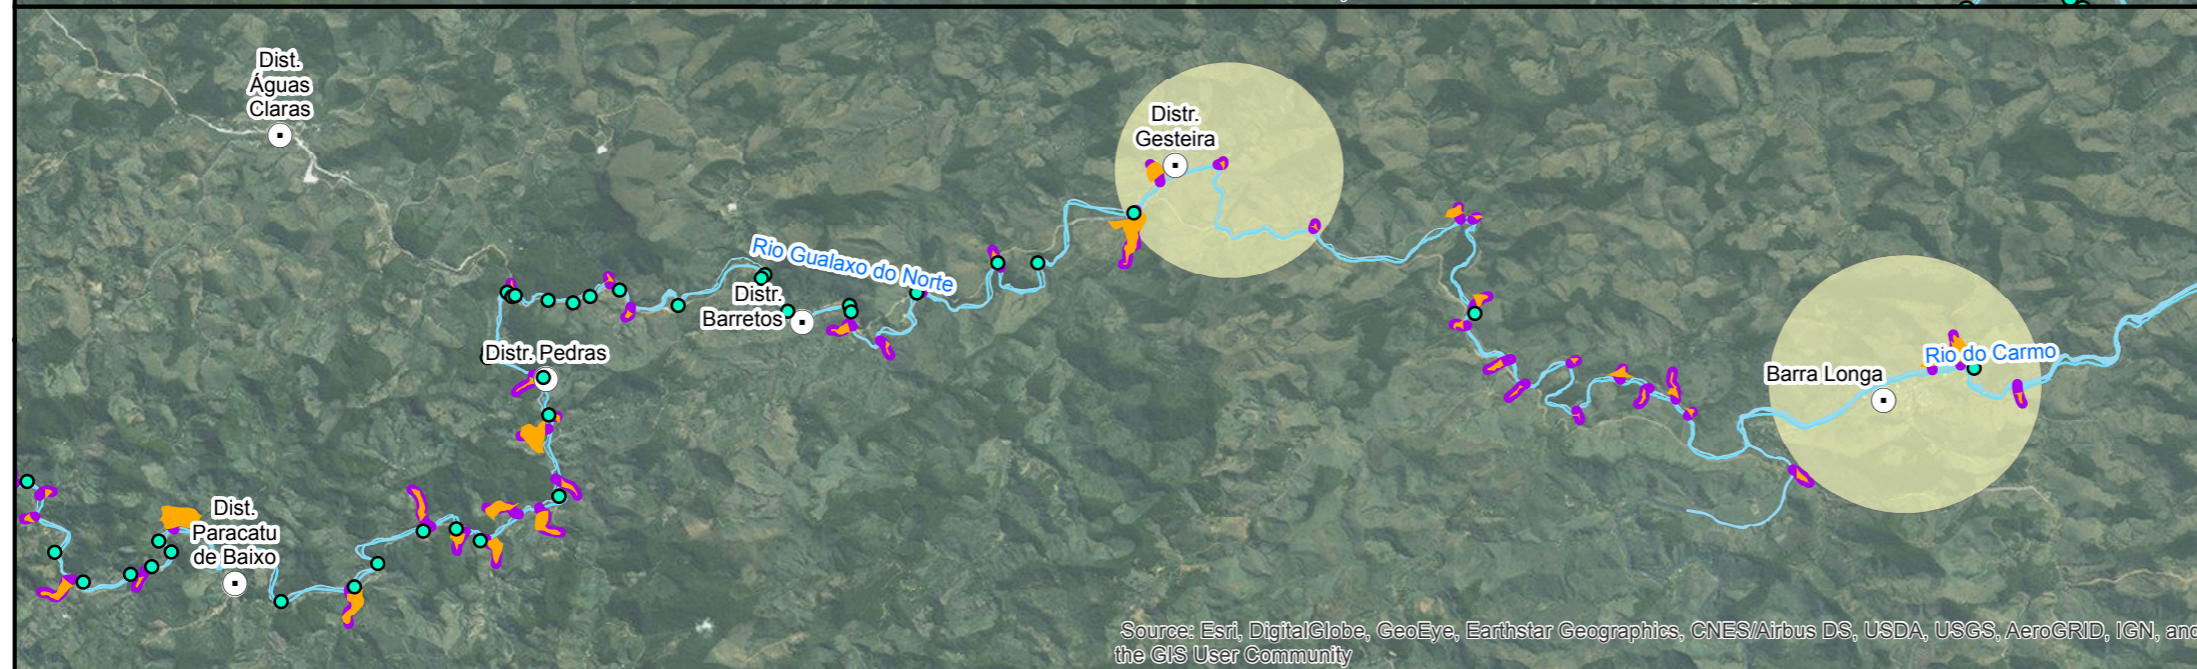 Dist.
Águas
Claras
Distr.
Gesteira
Rio Gualaxo do Norte
Distr.
Barretos
Distr. Pedras
Rio do Carmo
Barra Longa
Dist.
Paracatu
de Baixo
Source: Esri, DigitalGlobe, GeoEye, Earthstar Geographics, CNES/Airbus DS, USDA, USGS, AeroGRID, IGN, and
the GIS User Community